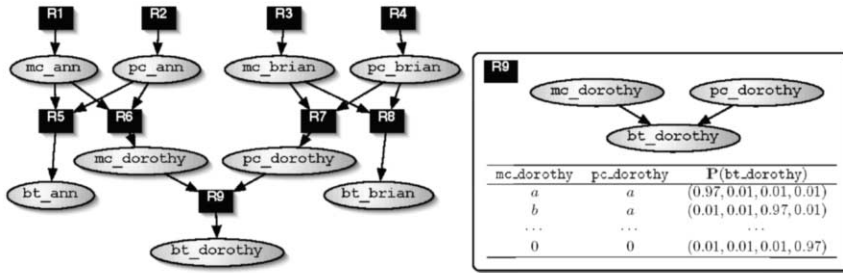 R1 R2 R3 R4
mc_ann pc_ann mc_brian pc_brian
R5 R6 R7 R8
mc_dorothy pc_dorothy
bt_ann R9 bt_brian
bt_dorothy
R9
mc_dorothy pc_dorothy
bt_dorothy
mc_dorothy pc_dorothy P(bt_dorothy)
a a (0.97, 0.01, 0.01, 0.01)
b a (0.01, 0.01, 0.97, 0.01)
... ... ...
0 0 (0.01, 0.01, 0.01, 0.97)